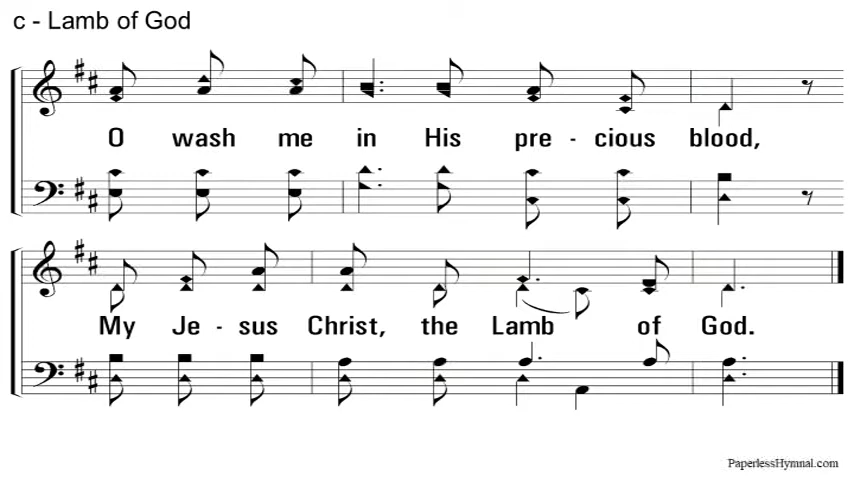 c - Lamb of God
O wash me in His pre - cious blood,
My Je - sus Christ, the Lamb of God.
PaperlessHymnal.com